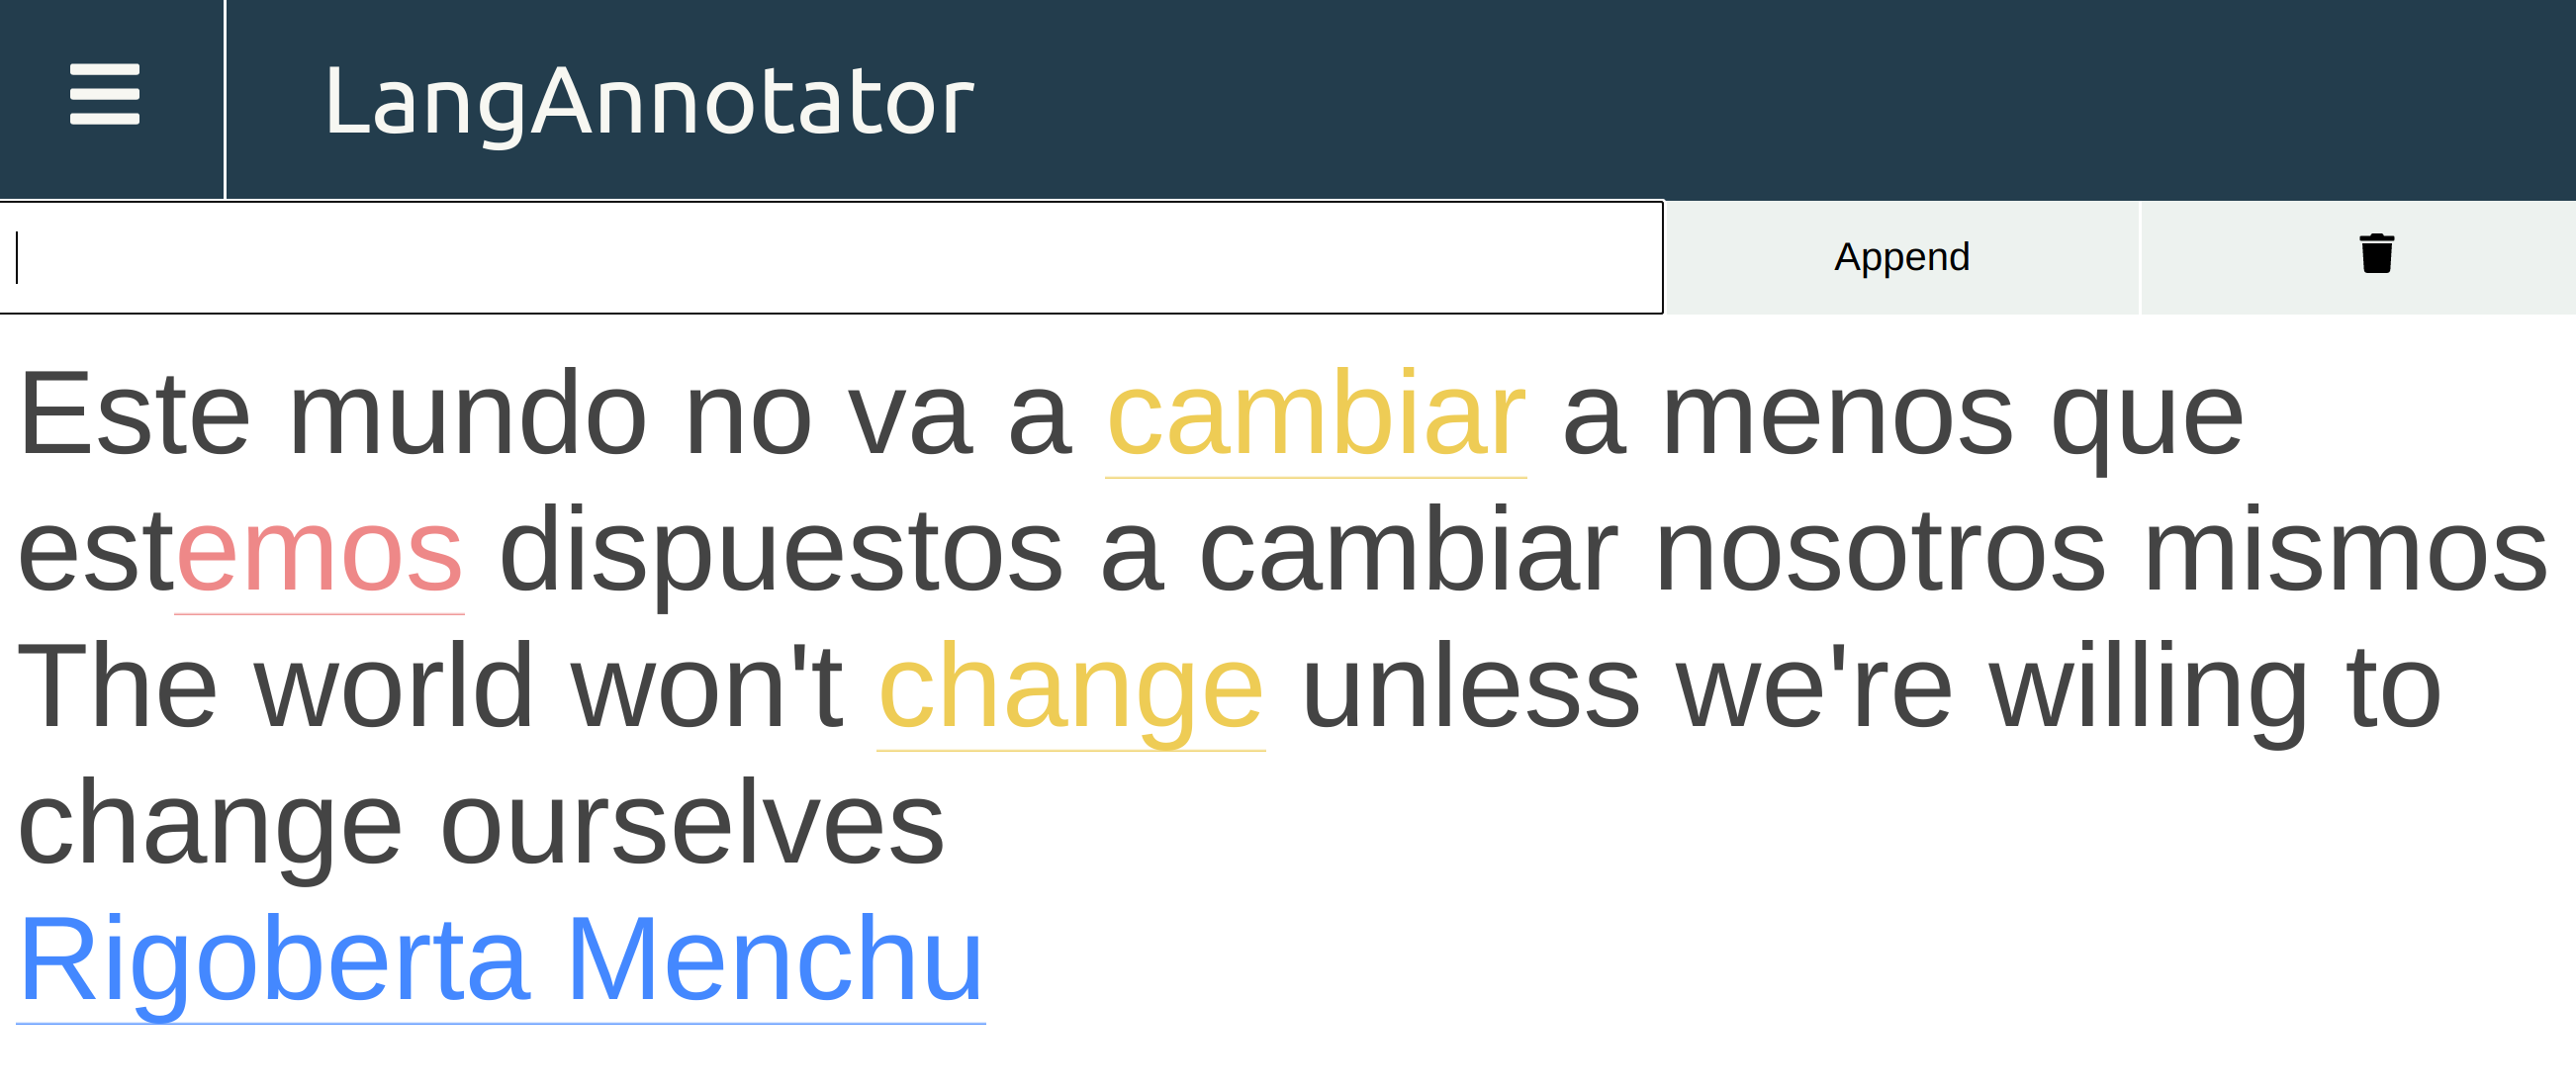 LangAnnotator
Append
Este mundo no va a cambiar a menos que
estemos dispuestos a cambiar nosotros mismos
The world won't change unless we're willing to
change ourselves
Rigoberta Menchu